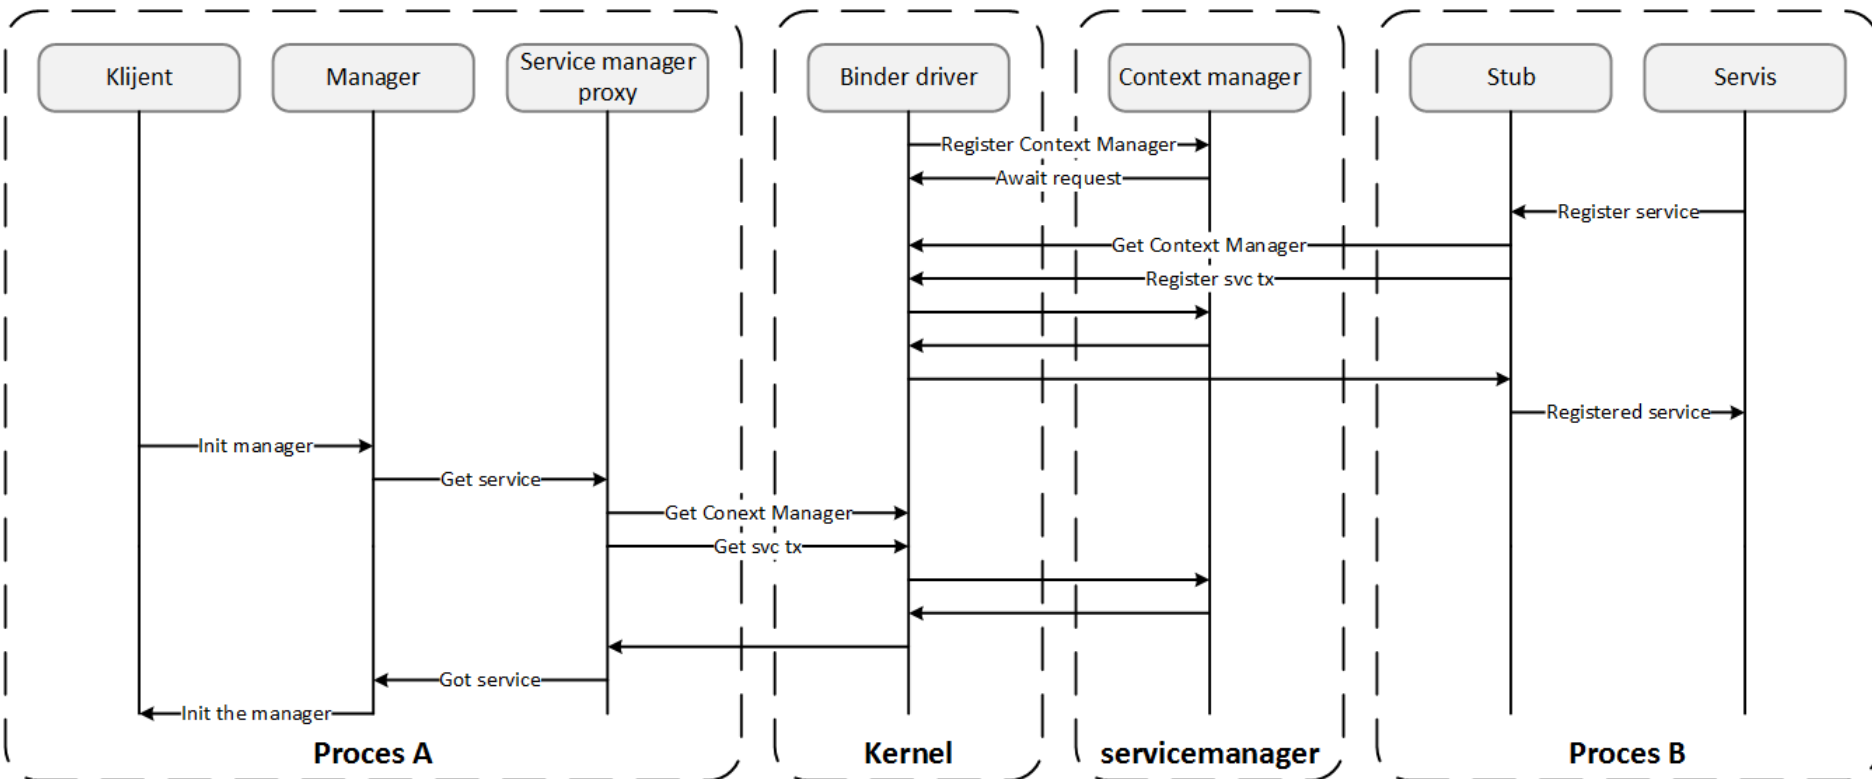 Klijent
Manager
Service manager
proxy
Binder driver
Context manager
Stub
Servis
Register Context Manager
Await request
Register service
Get Context Manager
Register svc tx
Registered service
Init manager
Get service
Get Conext Manager
Get svc tx
Got service
Init the manager
Proces A
Kernel
servicemanager
Proces B